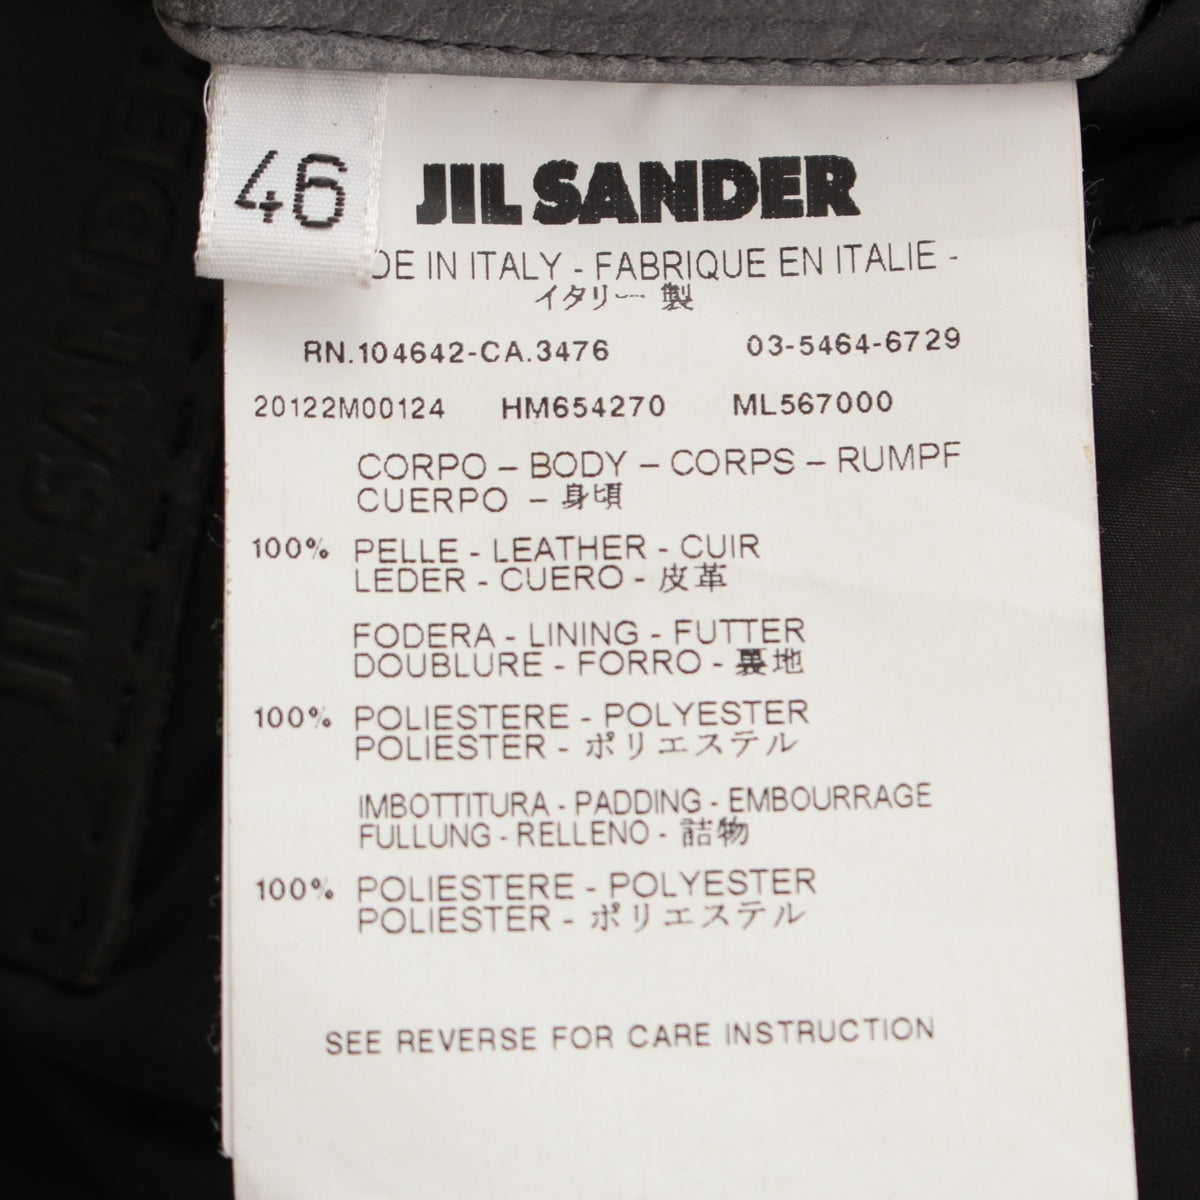 46
JIL SANDER
DE IN ITALY - FABRIQUE EN ITALIE -
イタリー 製
RN.104642-CA.3476 03-5464-6729
20122M00124 HM654270 ML567000
CORPO – BODY – CORPS – RUMPF
CUERPO – 身頃
100% PELLE - LEATHER - CUIR
LEDER - CUERO - 皮革
FODERA - LINING - FUTTER
DOUBLURE - FORRO - 裏地
100% POLIESTERE - POLYESTER
POLIESTER - ポリエステル
IMBOTTITURA - PADDING - EMBOURRAGE
FULLUNG - RELLENO - 詰物
100% POLIESTERE - POLYESTER
POLIESTER - ポリエステル
SEE REVERSE FOR CARE INSTRUCTION
JIL SANDER